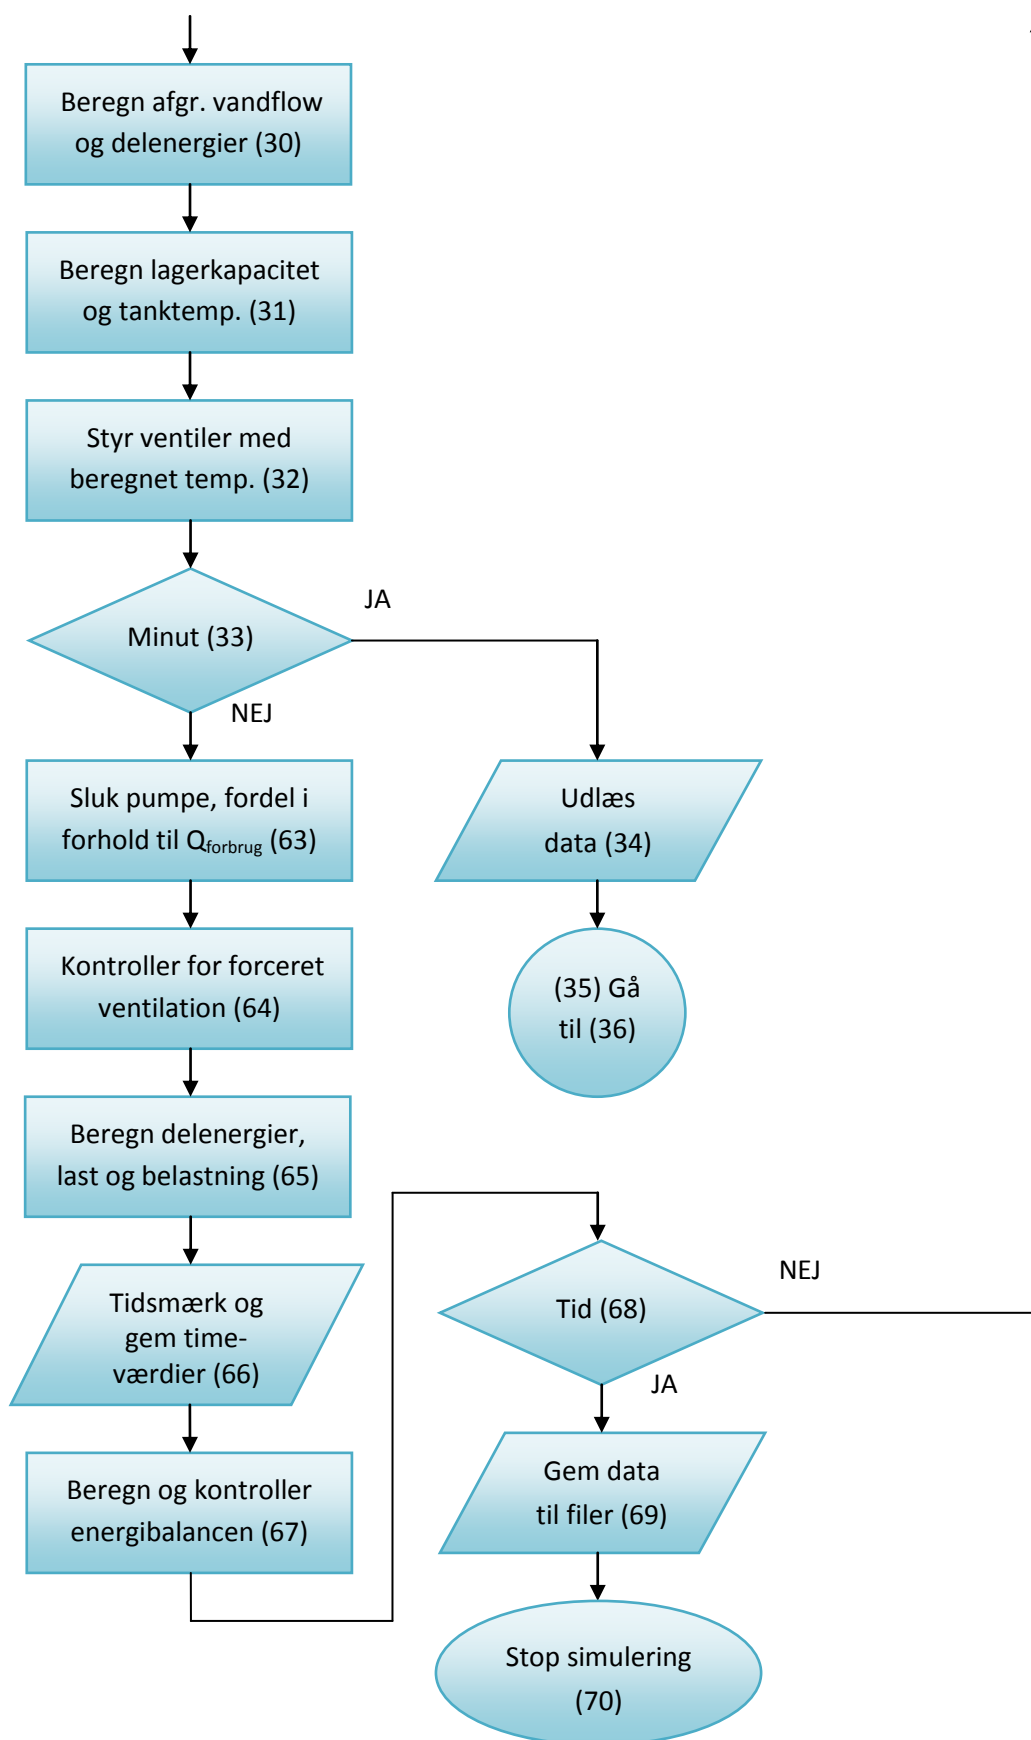 Beregn afgr. vandflow
og delenergier (30)
Beregn lagerkapacitet
og tanktemp. (31)
Styr ventiler med
beregnet temp. (32)
Minut (33)
JA
NEJ
Sluk pumpe, fordel i
forhold til Qforbrug (63)
Udlæs
data (34)
Kontroller for forceret
ventilation (64)
(35) Gå
til (36)
Beregn delenergier,
last og belastning (65)
Tidsmærk og
gem time-
værdier (66)
Beregn og kontroller
energibalancen (67)
Tid (68)
NEJ
JA
Gem data
til filer (69)
Stop simulering
(70)